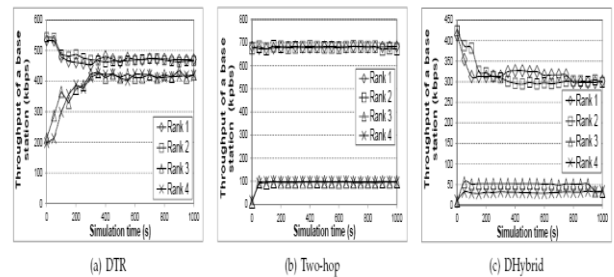 Throughput of a base
station (kbps)
600
500
400
300
200
100
0
Rank 1
Rank 2
Rank 3
Rank 4
0 200 400 600 800 1000
Simulation time (s)
(a) DTR
Throughput of a base
station (kpbs)
800
700
600
500
400
300
200
100
0
Rank 1
Rank 2
Rank 3
Rank 4
0 200 400 600 800 1000
Simulation time (s)
(b) Two-hop
Throughput of a base
station (kbps)
450
400
350
300
250
200
150
100
50
0
Rank 1
Rank 2
Rank 3
Rank 4
0 200 400 600 800 1000
Simulation time (s)
(c) DHybrid